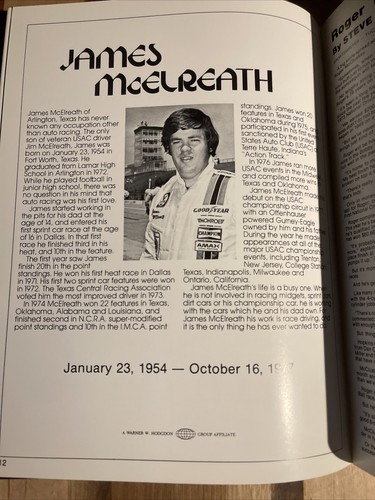 JAMES
McELREATH
James McElreath of
Arlington, Texas has never
known any occupation other
than auto racing. The only
son of veteran USAC driver
Jim McElreath, James was
born on January 23, 1954 in
Fort Worth, Texas. He
graduated from Lamar High
School in Arlington in 1972.
While he played football in
junior high school, there was
no question in his mind that
auto racing was his first love.
James started working in
the pits for his dad at the
age of 14, and entered his
first sprint car race at the age
of 16 in Dallas. In that first
race he finished third in his
heat, and 10th in the feature.
The first year saw James
finish 20th in the point
standings. He won his first heat race in Dallas
in 1971. His first two sprint car features were won
in 1972. The Texas Central Racing Association
voted him the most improved driver in 1973.
In 1974 McElreath won 22 features in Texas,
Oklahoma, Alabama and Louisiana, and
finished second in N.C.R.A. super-modified
point standings and 10th in the I.M.C.A. point
GOODYEAR
CHAMPION
AMAX
standings. James won 20
features in Texas and
Oklahoma during 1975, and
participated in his first event
sanctioned by the United
States Auto Club (USAC)
Terre Haute, Indiana's
"Action Track."
In 1976 James ran more
USAC events in the Midwest
and compiled more wins
Texas and Oklahoma.
James McElreath made
debut on the USAC
championship circuit in
with an Offenhauser
powered Gurney-Eagle
owned by him and his
During the year he made
appearances at all of the
major USAC championship
events, including Trenton,
New Jersey, College Station,
Texas, Indianapolis, Milwaukee and
Ontario, California.
James McElreath's life is a busy one. When
he is not involved in racing midgets, sprint
dirt cars or his championship car, he is working
with the cars which he and his dad own. For
James McElreath his work is race driving, and
it is the only thing he has ever wanted to do.
January 23, 1954 — October 16, 1977
A WARNER W. HODGDON GROUP AFFILIATE
12
Roger
By STEVE